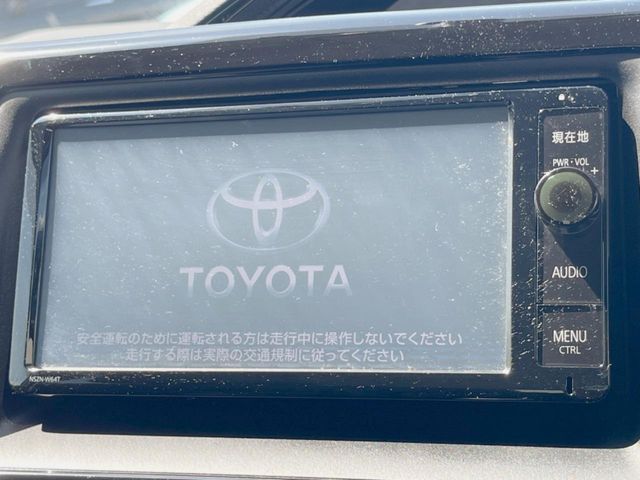 現在地
PWR・VOL
+
AUDIO
MENU
CTRL
TOYOTA
安全運転のために運転される方は走行中に操作しないでください
走行する際は実際の交通規制に従ってください
NSZN-W64T